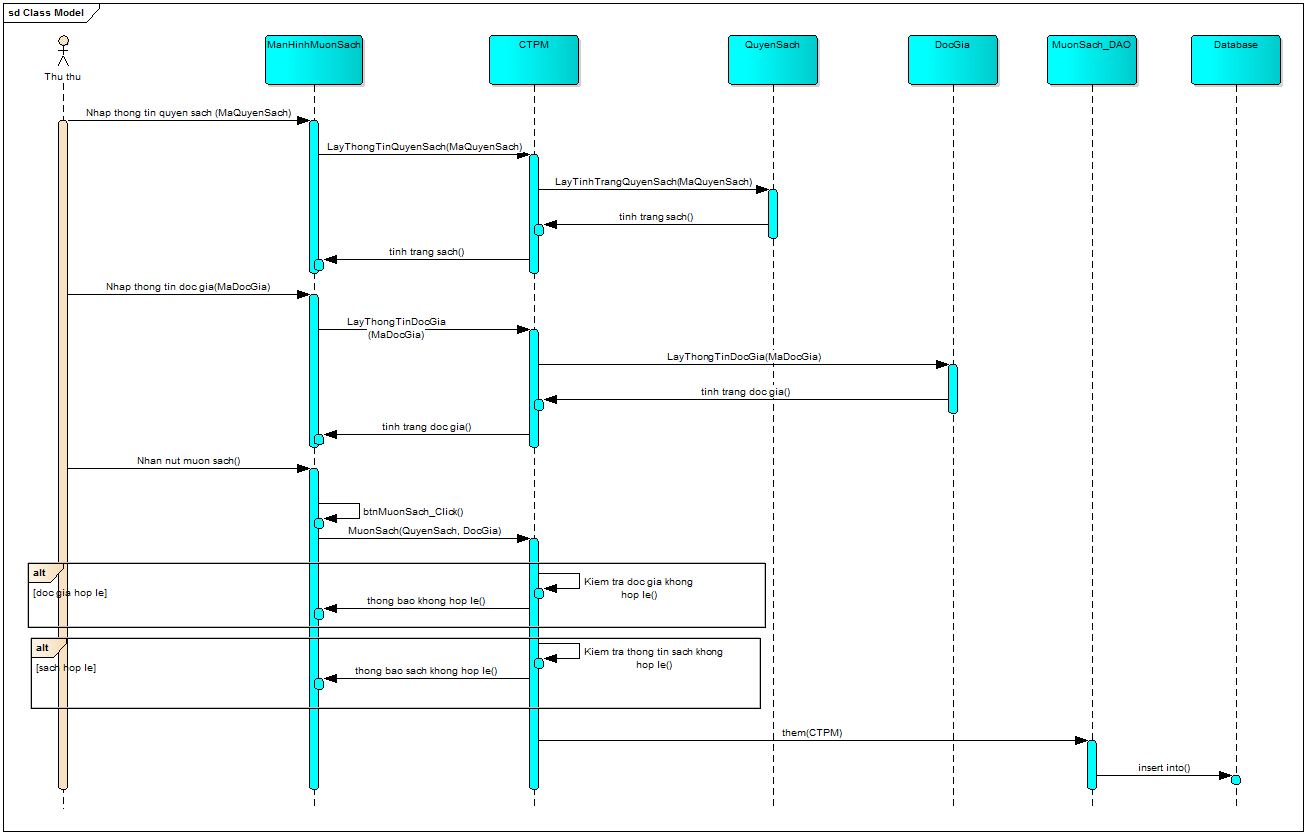 sd Class Model
Thu thu
ManHinhMuonSach
CTPM
QuyenSach
DocGia
MuonSach_DAO
Database
Nhap thong tin quyen sach (MaQuyenSach)
LayThongTinQuyenSach(MaQuyenSach)
LayTinhTrangQuyenSach(MaQuyenSach)
tinh trang sach()
tinh trang sach()
Nhap thong tin doc gia(MaDocGia)
LayThongTinDocGia
(MaDocGia)
LayThongTinDocGia(MaDocGia)
tinh trang doc gia()
tinh trang doc gia()
Nhan nut muon sach()
btnMuonSach_Click()
MuonSach(QuyenSach, DocGia)
alt
[doc gia hop le]
Kiem tra doc gia khong
hop le()
thong bao khong hop le()
alt
[sach hop le]
Kiem tra thong tin sach khong
hop le()
thong bao sach khong hop le()
them(CTPM)
insert into()